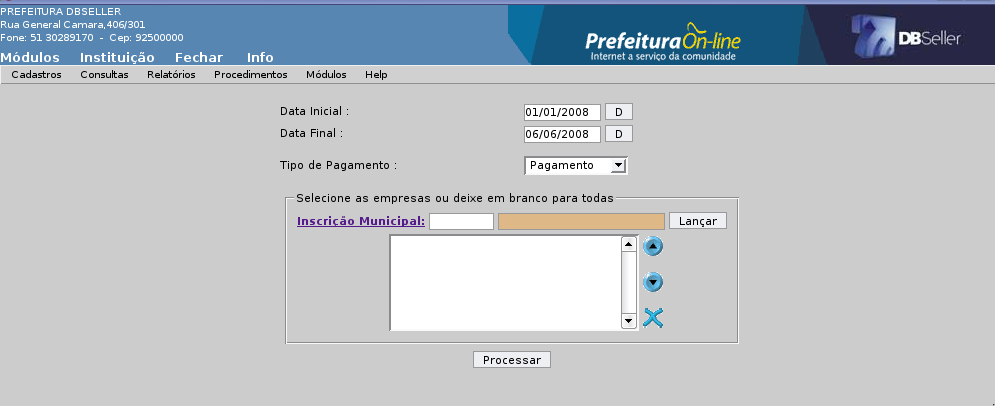 PREFEITURA DBSELLER
Rua General Camara,406/301
Fone: 51 30289170 - Cep: 92500000
Módulos Instituição Fechar Info
Prefeitura On-line
Internet a serviço da comunidade
DBSeller
Cadastros Consultas Relatórios Procedimentos Módulos Help
Data Inicial : 01/01/2008 D
Data Final : 06/06/2008 D
Tipo de Pagamento : Pagamento
Selecione as empresas ou deixe em branco para todas
Inscrição Municipal: Lançar
Processar